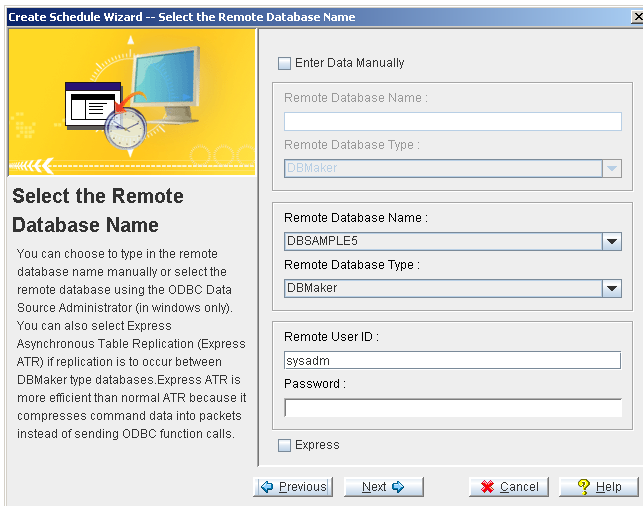 Create Schedule Wizard -- Select the Remote Database Name
Select the Remote
Database Name
You can choose to type in the remote
database name manually or select the
remote database using the ODBC Data
Source Administrator (in windows only).
You can also select Express
Asynchronous Table Replication (Express
ATR) if replication is to occur between
DBMaker type databases.Express ATR is
more efficient than normal ATR because it
compresses command data into packets
instead of sending ODBC function calls.
Enter Data Manually
Remote Database Name :
Remote Database Type :
DBMaker
Remote Database Name :
DBSAMPLE5
Remote Database Type :
DBMaker
Remote User ID :
sysadm
Password :
Express
Previous
Next
Cancel
Help